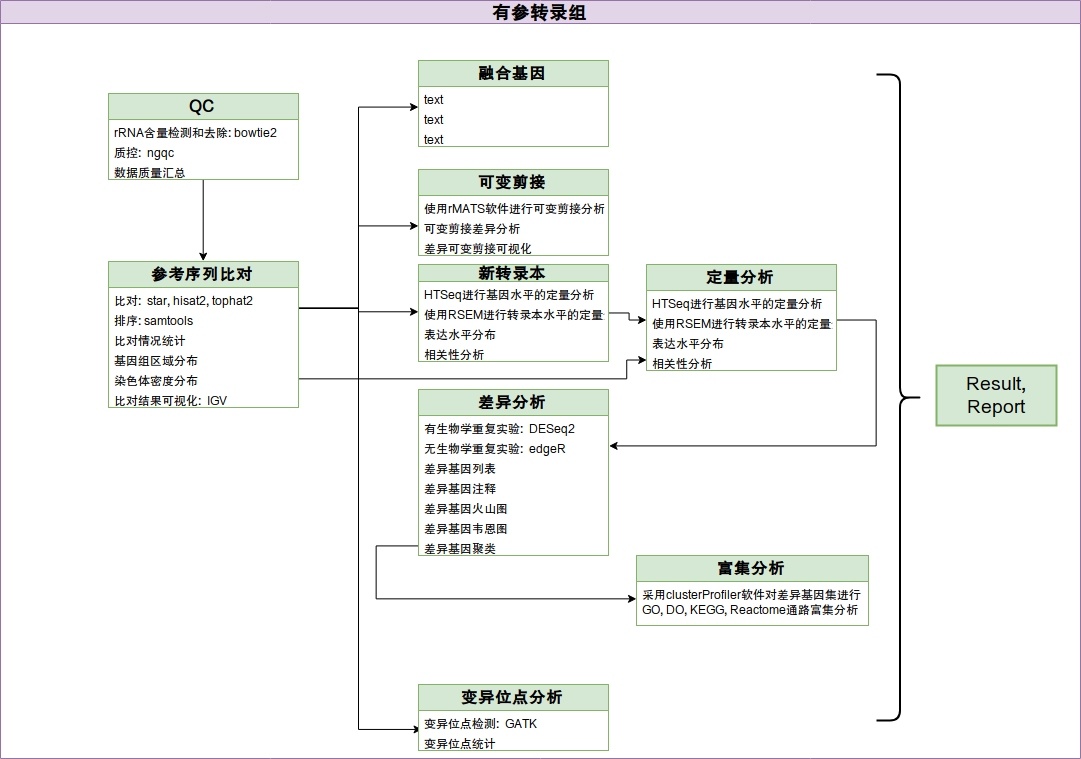 有参转录组
QC
rRNA含量检测和去除: bowtie2
质控: ngqc
数据质量汇总
参考序列比对
比对: star, hisat2, tophat2
排序: samtools
比对情况统计
基因组区域分布
染色体密度分布
比对结果可视化: IGV
融合基因
text
text
text
可变剪接
使用rMATS软件进行可变剪接分析
可变剪接差异分析
差异可变剪接可视化
新转录本
HTSeq进行基因水平的定量分析
使用RSEM进行转录本水平的定量
表达水平分布
相关性分析
定量分析
HTSeq进行基因水平的定量分析
使用RSEM进行转录本水平的定量
表达水平分布
相关性分析
差异分析
有生物学重复实验: DESeq2
无生物学重复实验: edgeR
差异基因列表
差异基因注释
差异基因火山图
差异基因韦恩图
差异基因聚类
富集分析
采用clusterProfiler软件对差异基因集进行
GO, DO, KEGG, Reactome通路富集分析
变异位点分析
变异位点检测: GATK
变异位点统计
Result,
Report